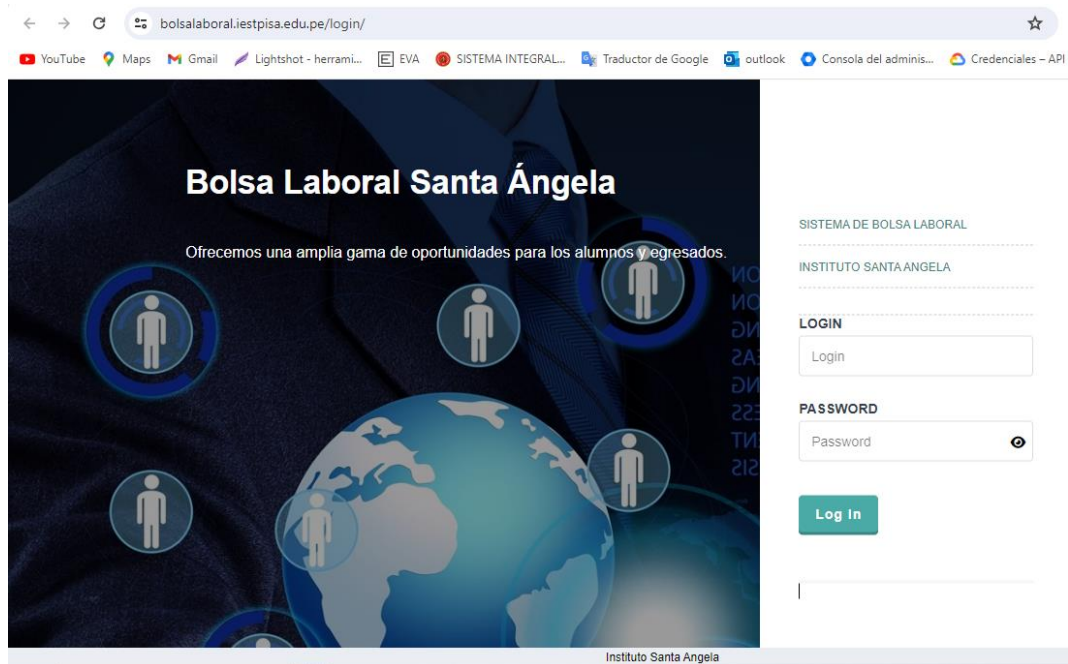 bolsalaboral.iestpisa.edu.pe/login/
YouTube Maps Gmail Lightshot - herrami... EVA SISTEMA INTEGRAL... Traductor de Google outlook Consola del adminis... Credenciales – API
Bolsa Laboral Santa Ángela
Ofrecemos una amplia gama de oportunidades para los alumnos y egresados.
SISTEMA DE BOLSA LABORAL
INSTITUTO SANTA ANGELA
LOGIN
Login
PASSWORD
Password
Log In
Instituto Santa Angela